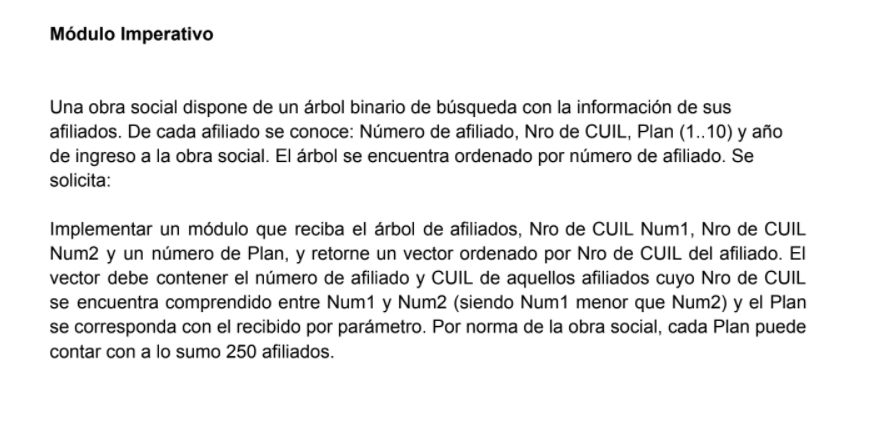 Módulo Imperativo
Una obra social dispone de un árbol binario de búsqueda con la información de sus
afiliados. De cada afiliado se conoce: Número de afiliado, Nro de CUIL, Plan (1..10) y año
de ingreso a la obra social. El árbol se encuentra ordenado por número de afiliado. Se
solicita:
Implementar un módulo que reciba el árbol de afiliados, Nro de CUIL Num1, Nro de CUIL
Num2 y un número de Plan, y retorne un vector ordenado por Nro de CUIL del afiliado. El
vector debe contener el número de afiliado y CUIL de aquellos afiliados cuyo Nro de CUIL
se encuentra comprendido entre Num1 y Num2 (siendo Num1 menor que Num2) y el Plan
se corresponda con el recibido por parámetro. Por norma de la obra social, cada Plan puede
contar con a lo sumo 250 afiliados.